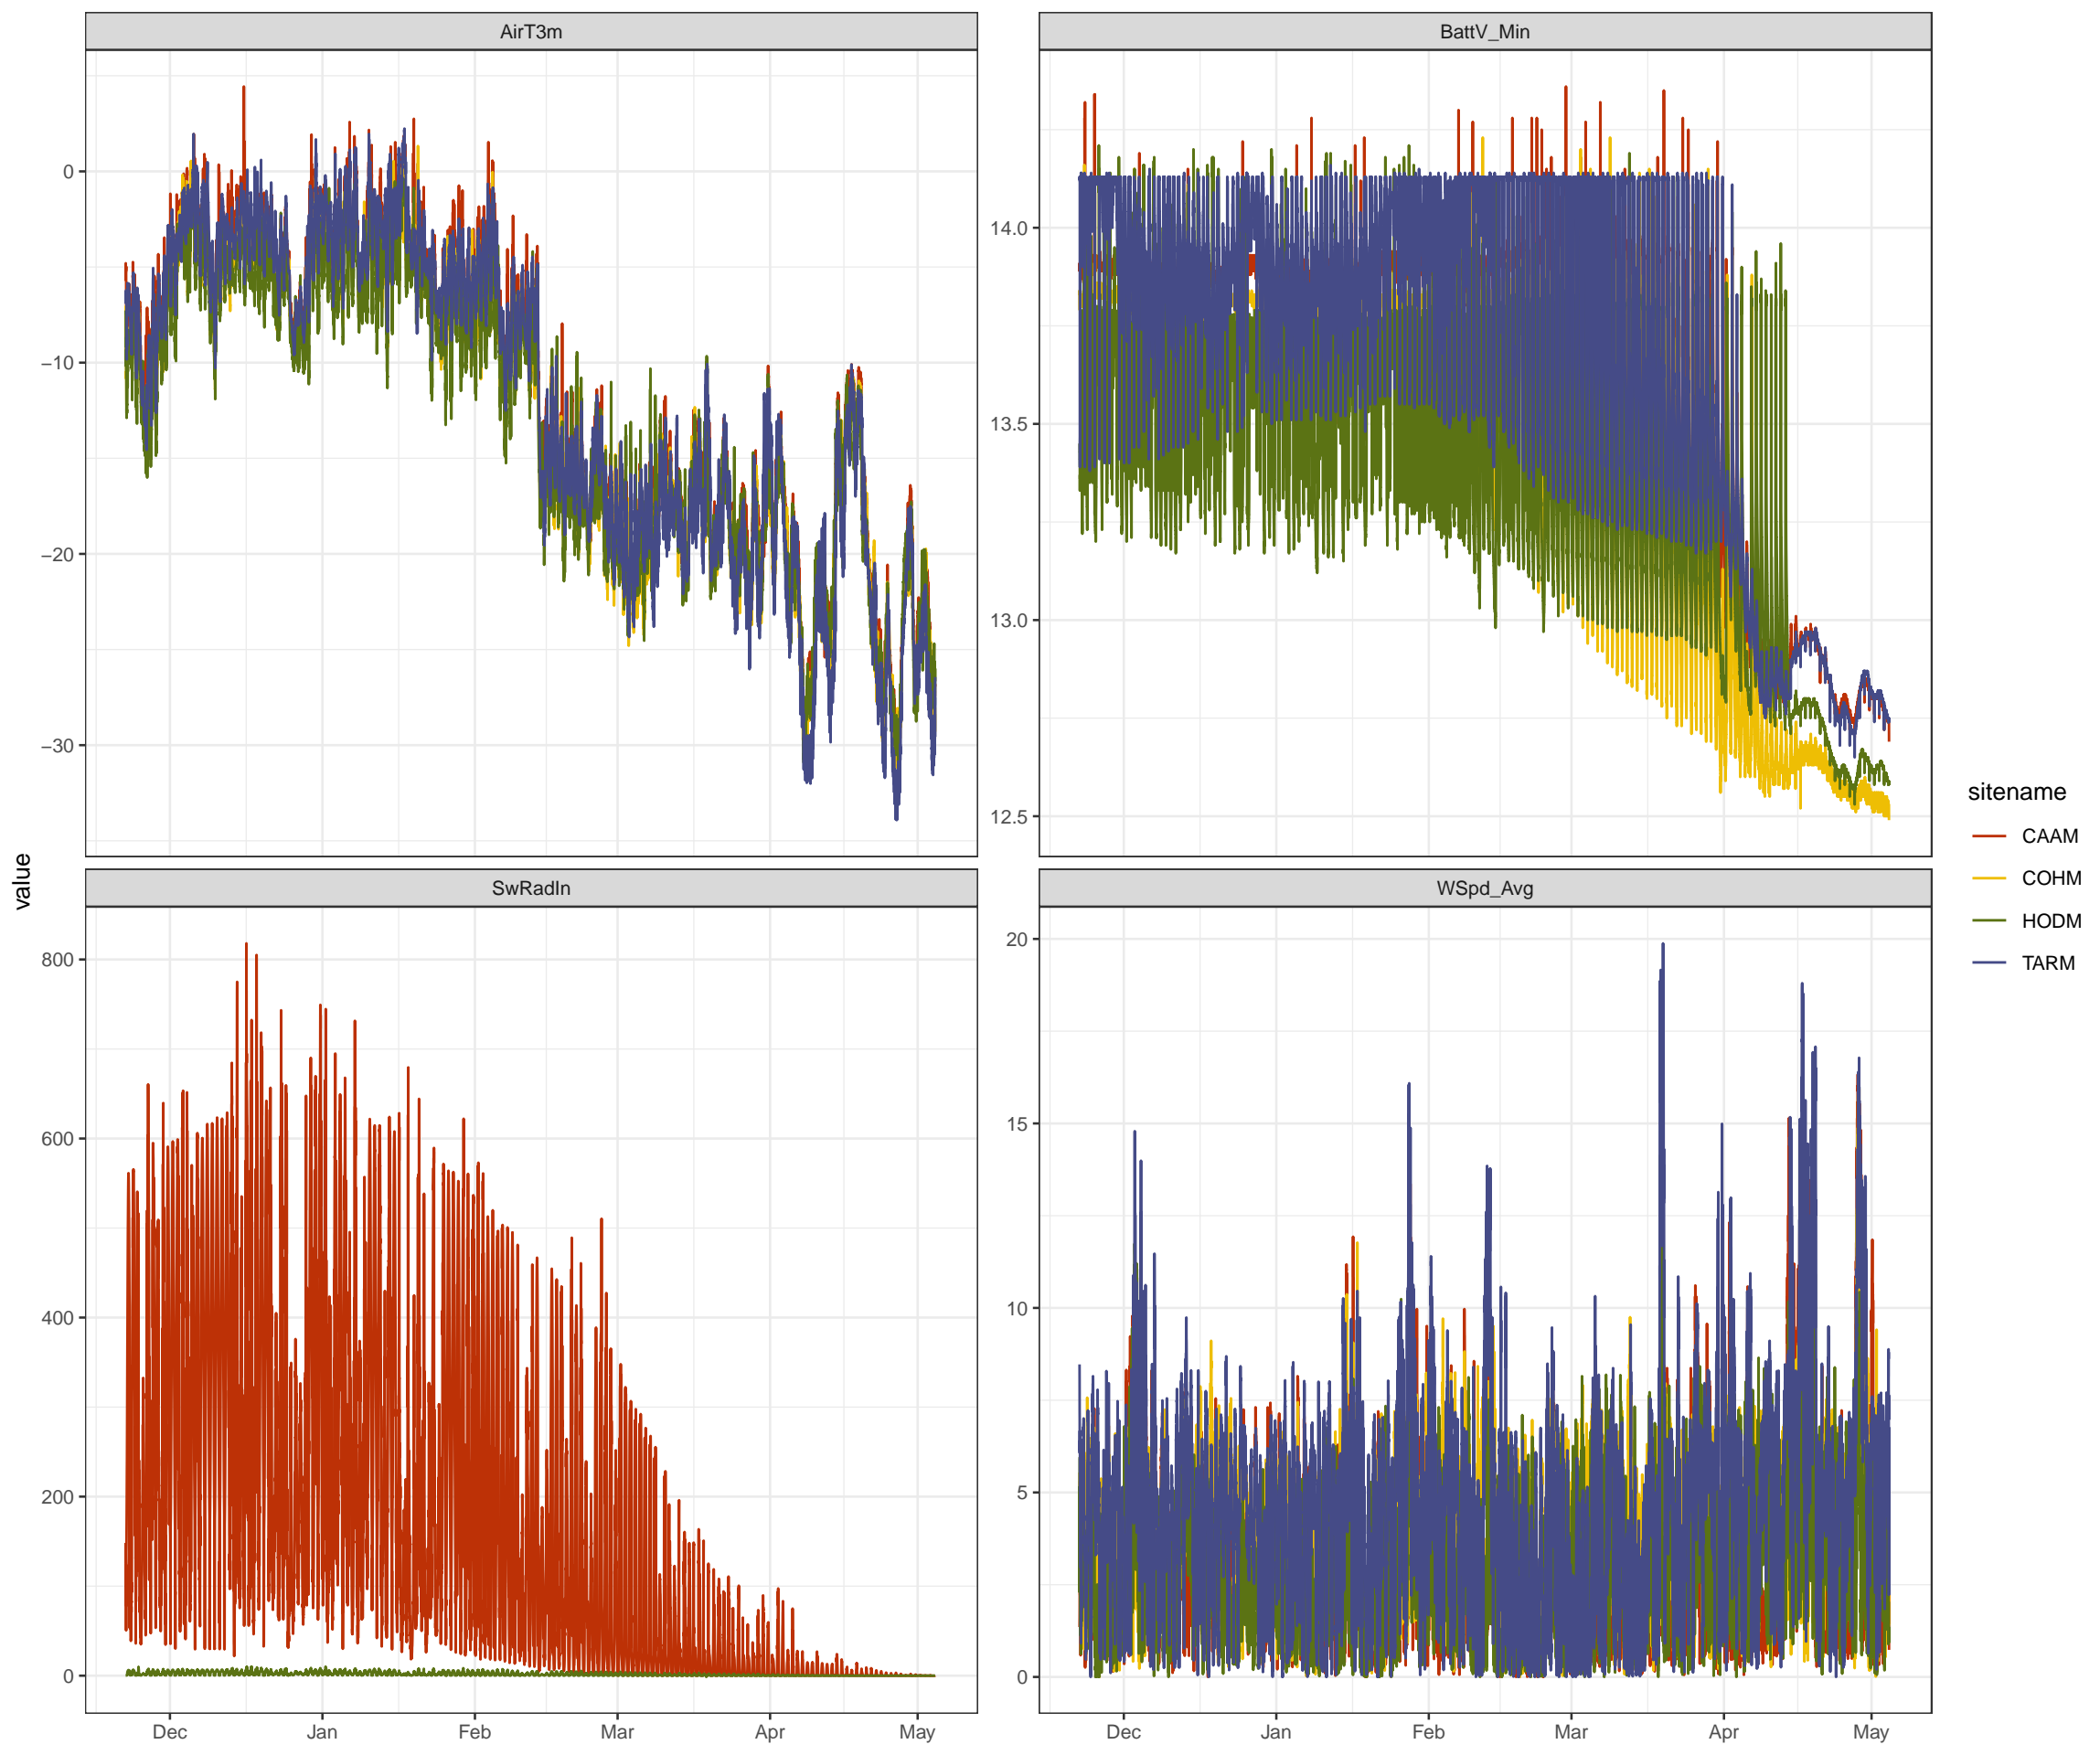 AirT3m
BattV_Min
0
−10
−20
−30
14.0
13.5
13.0
12.5
value
SwRadIn
WSpd_Avg
800
600
400
200
0
20
15
10
5
0
Dec Jan Feb Mar Apr May
Dec Jan Feb Mar Apr May
sitename
CAAM
COHM
HODM
TARM